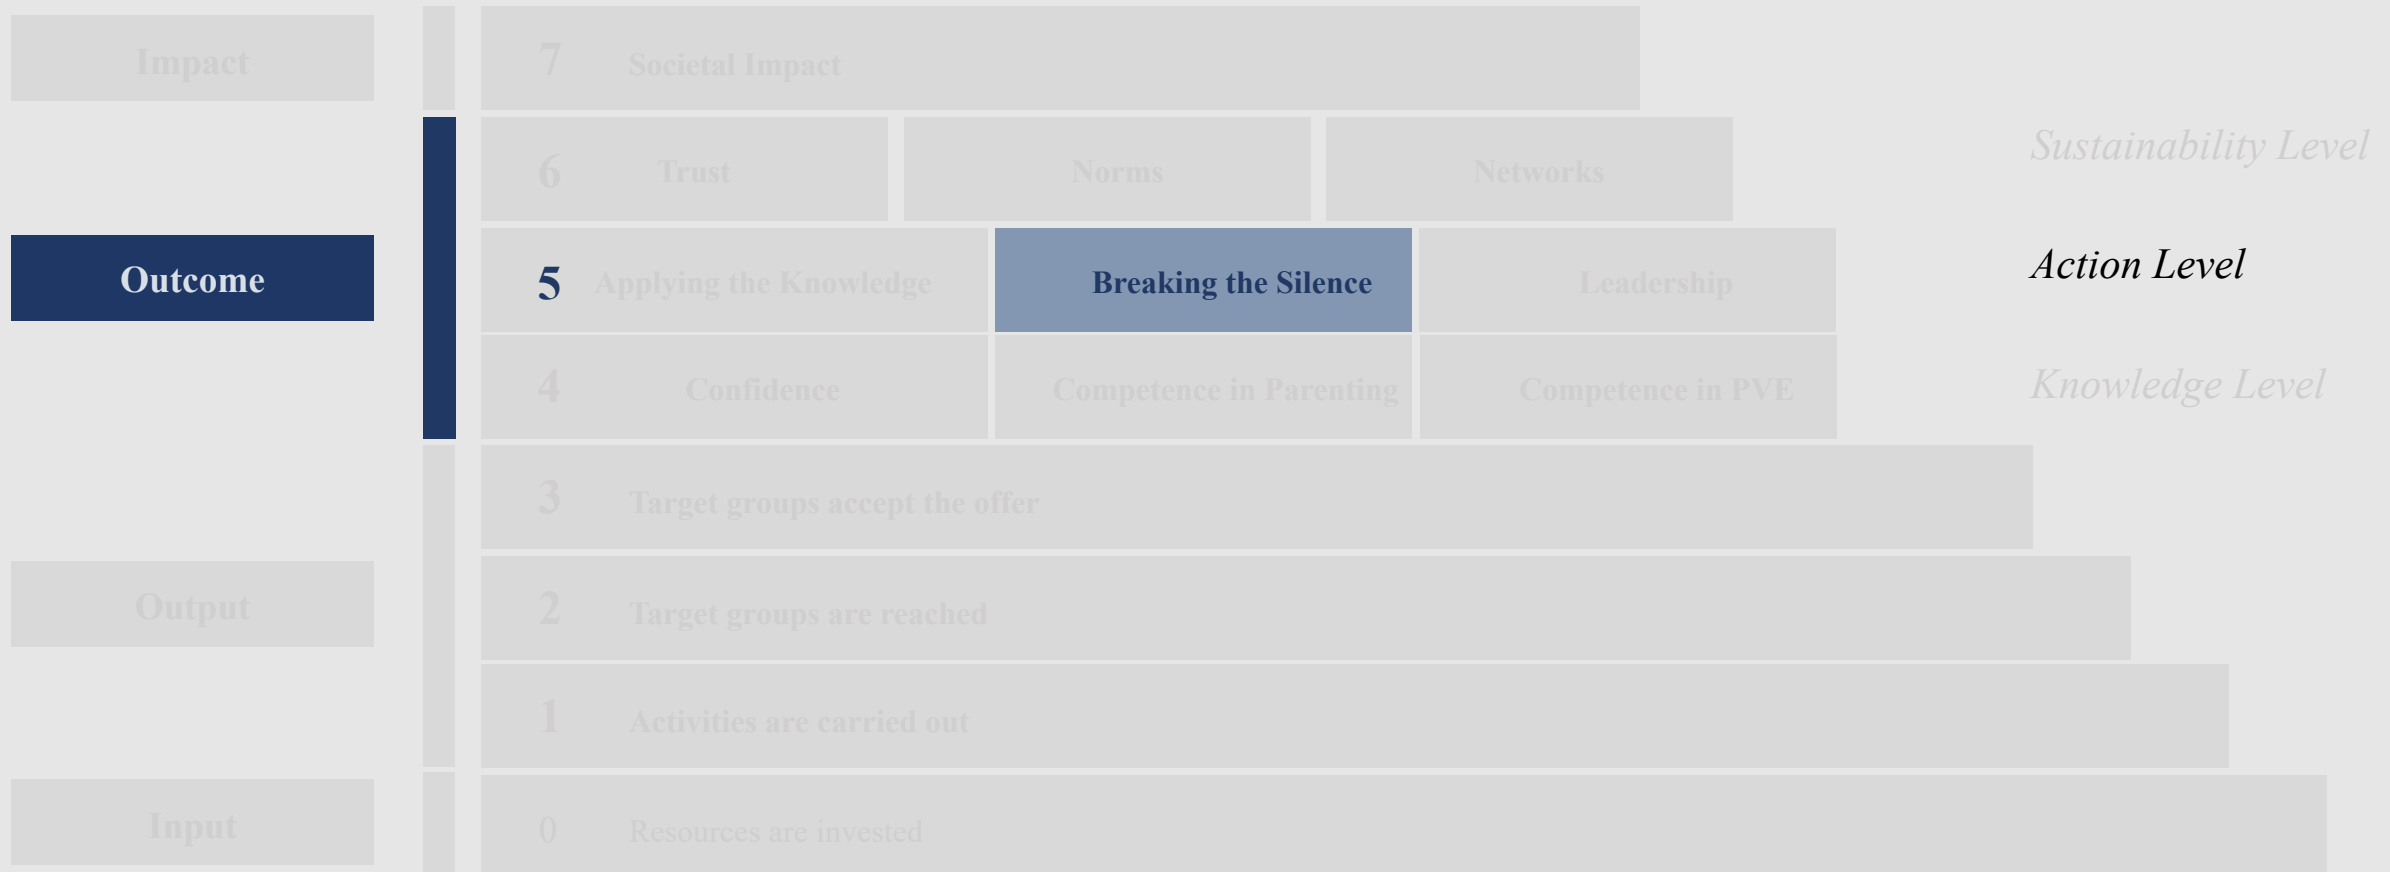 Impact
7 Societal Impact
6 Trust Norms Networks Sustainability Level
Outcome
5 Applying the Knowledge Breaking the Silence Leadership Action Level
4 Confidence Competence in Parenting Competence in PVE Knowledge Level
3 Target groups accept the offer
Output
2 Target groups are reached
1 Activities are carried out
Input
0 Resources are invested